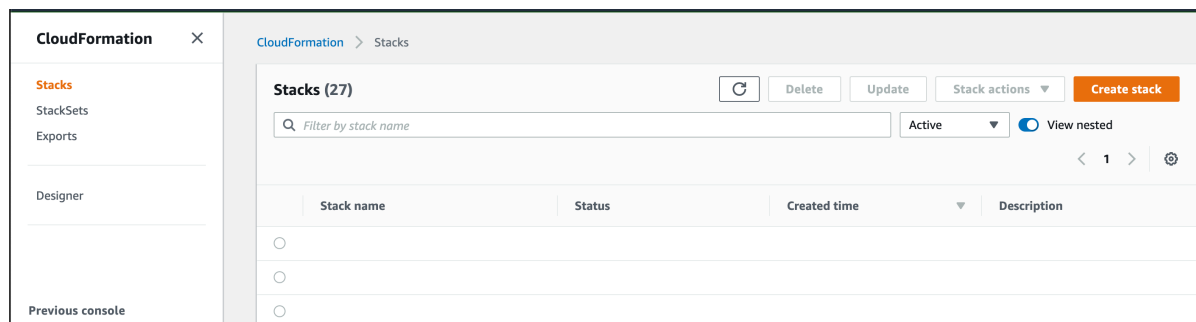 CloudFormation
Stacks
StackSets
Exports
Designer
Previous console
CloudFormation > Stacks
Stacks (27)
Delete
Update
Stack actions
Create stack
Filter by stack name
Active
View nested
< 1 >
Stack name Status Created time Description